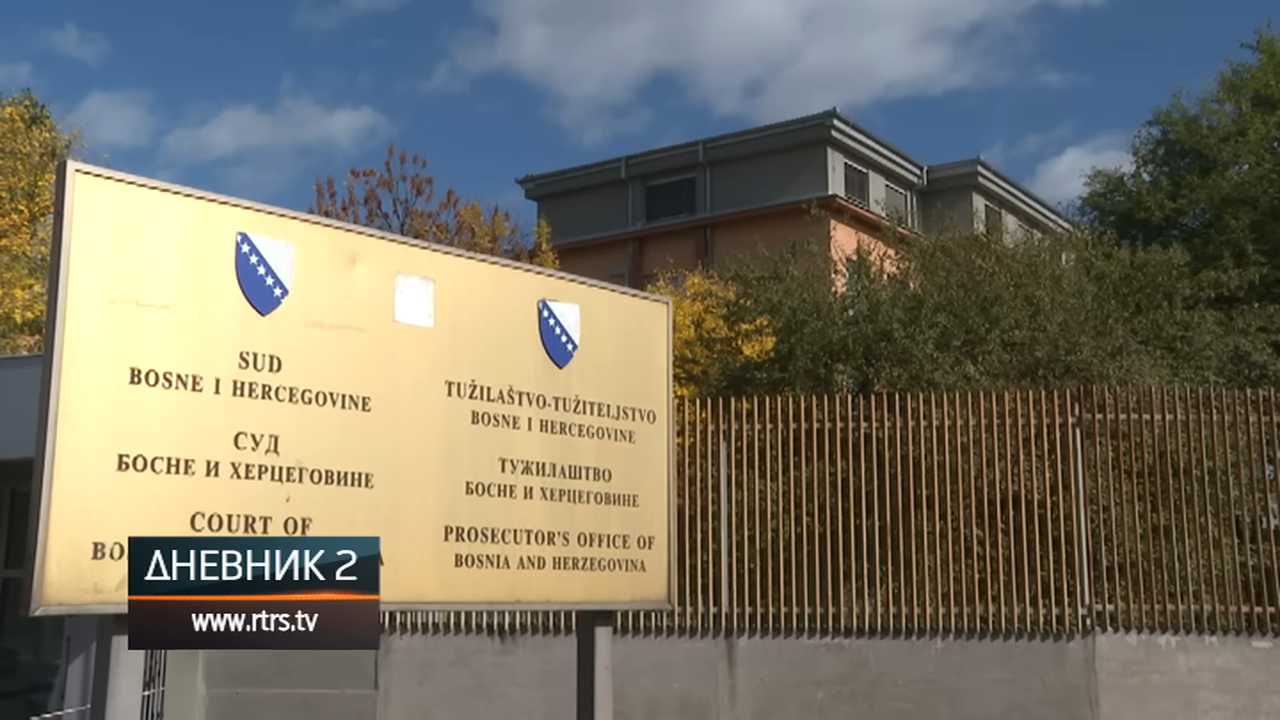 SUD
BOSNE I HERCEGOVINE
СУД
БОСНЕ И ХЕРЦЕГОВИНЕ
COURT OF
TUŽILAŠTVO-TUŽITELJSTVO
BOSNE I HERCEGOVINE
ТУЖИЛАШТВО
БОСНЕ И ХЕРЦЕГОВИНЕ
PROSECUTOR'S OFFICE OF
BOSNIA AND HERZEGOVINA
ДНЕВНИК 2
www.rtrs.tv